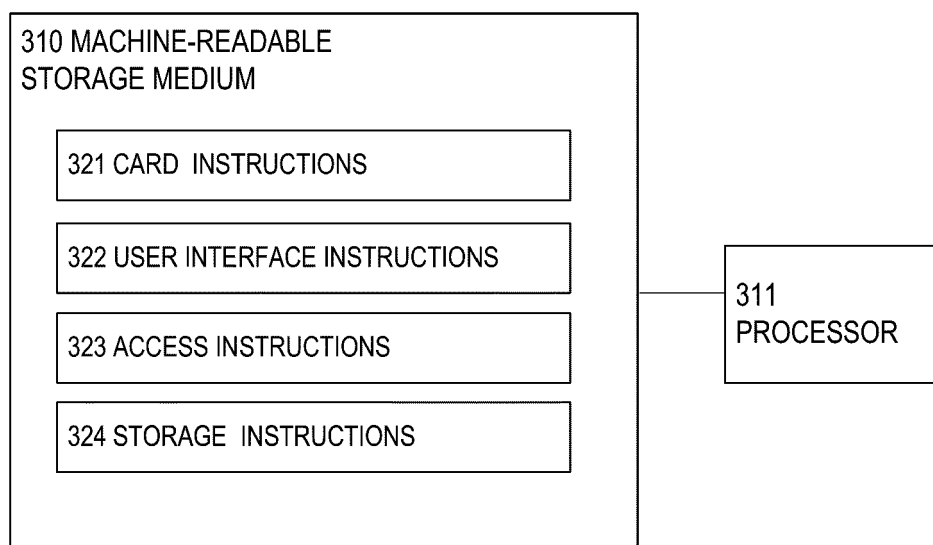 310 MACHINE-READABLE
STORAGE MEDIUM
321 CARD INSTRUCTIONS
322 USER INTERFACE INSTRUCTIONS
323 ACCESS INSTRUCTIONS
324 STORAGE INSTRUCTIONS
311
PROCESSOR